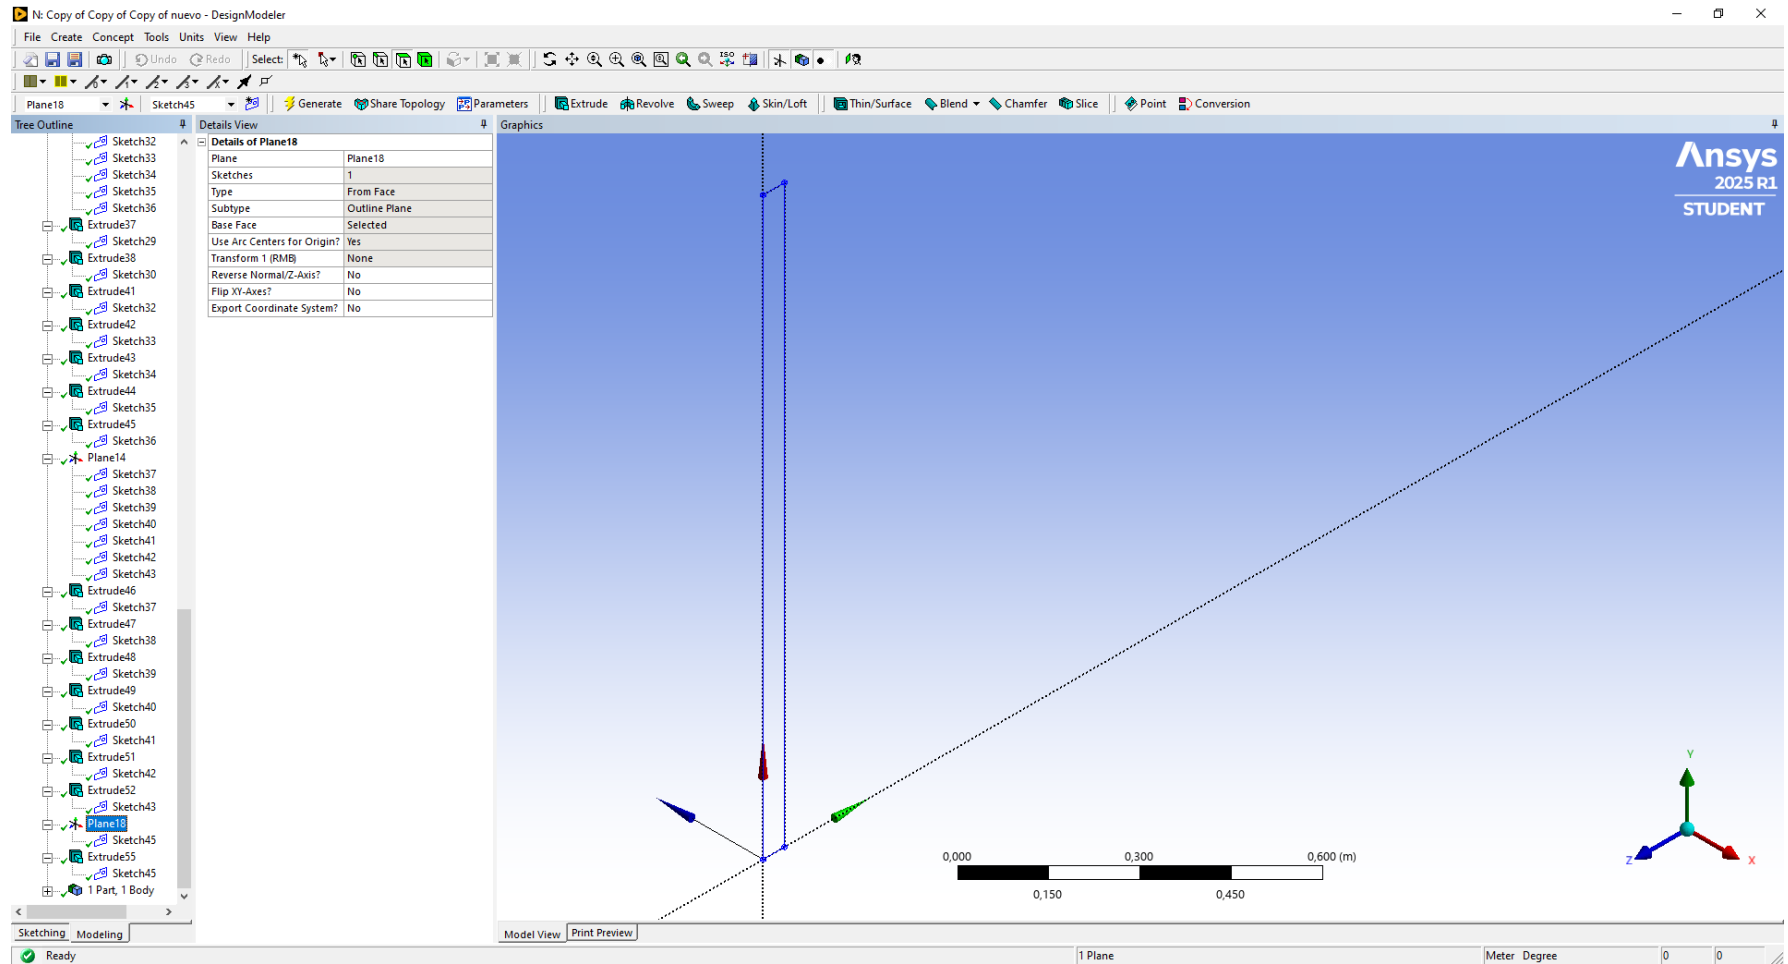 N: Copy of Copy of Copy of nuevo - DesignModeler
File Create Concept Tools Units View Help
Undo Redo Select: ISO
Plane18 Sketch45 Generate Share Topology Parameters Extrude Revolve Sweep Skin/Loft Thin/Surface Blend Chamfer Slice Point Conversion
Tree Outline
Sketch32
Sketch33
Sketch34
Sketch35
Sketch36
Extrude37
Sketch29
Extrude38
Sketch30
Extrude41
Sketch32
Extrude42
Sketch33
Extrude43
Sketch34
Extrude44
Sketch35
Extrude45
Sketch36
Plane14
Sketch37
Sketch38
Sketch39
Sketch40
Sketch41
Sketch42
Sketch43
Extrude46
Sketch37
Extrude47
Sketch38
Extrude48
Sketch39
Extrude49
Sketch40
Extrude50
Sketch41
Extrude51
Sketch42
Extrude52
Sketch43
Plane18
Sketch45
Extrude55
Sketch45
1 Part, 1 Body
Sketching Modeling
Details View
Details of Plane18
Plane Plane18
Sketches 1
Type From Face
Subtype Outline Plane
Base Face Selected
Use Arc Centers for Origin? Yes
Transform 1 (RMB) None
Reverse Normal/Z-Axis? No
Flip XY-Axes? No
Export Coordinate System? No
Graphics
Ansys
2025 R1
STUDENT
0,000 0,300 0,600 (m)
0,150 0,450
Y
Z X
Model View Print Preview
Ready 1 Plane Meter Degree 0 0